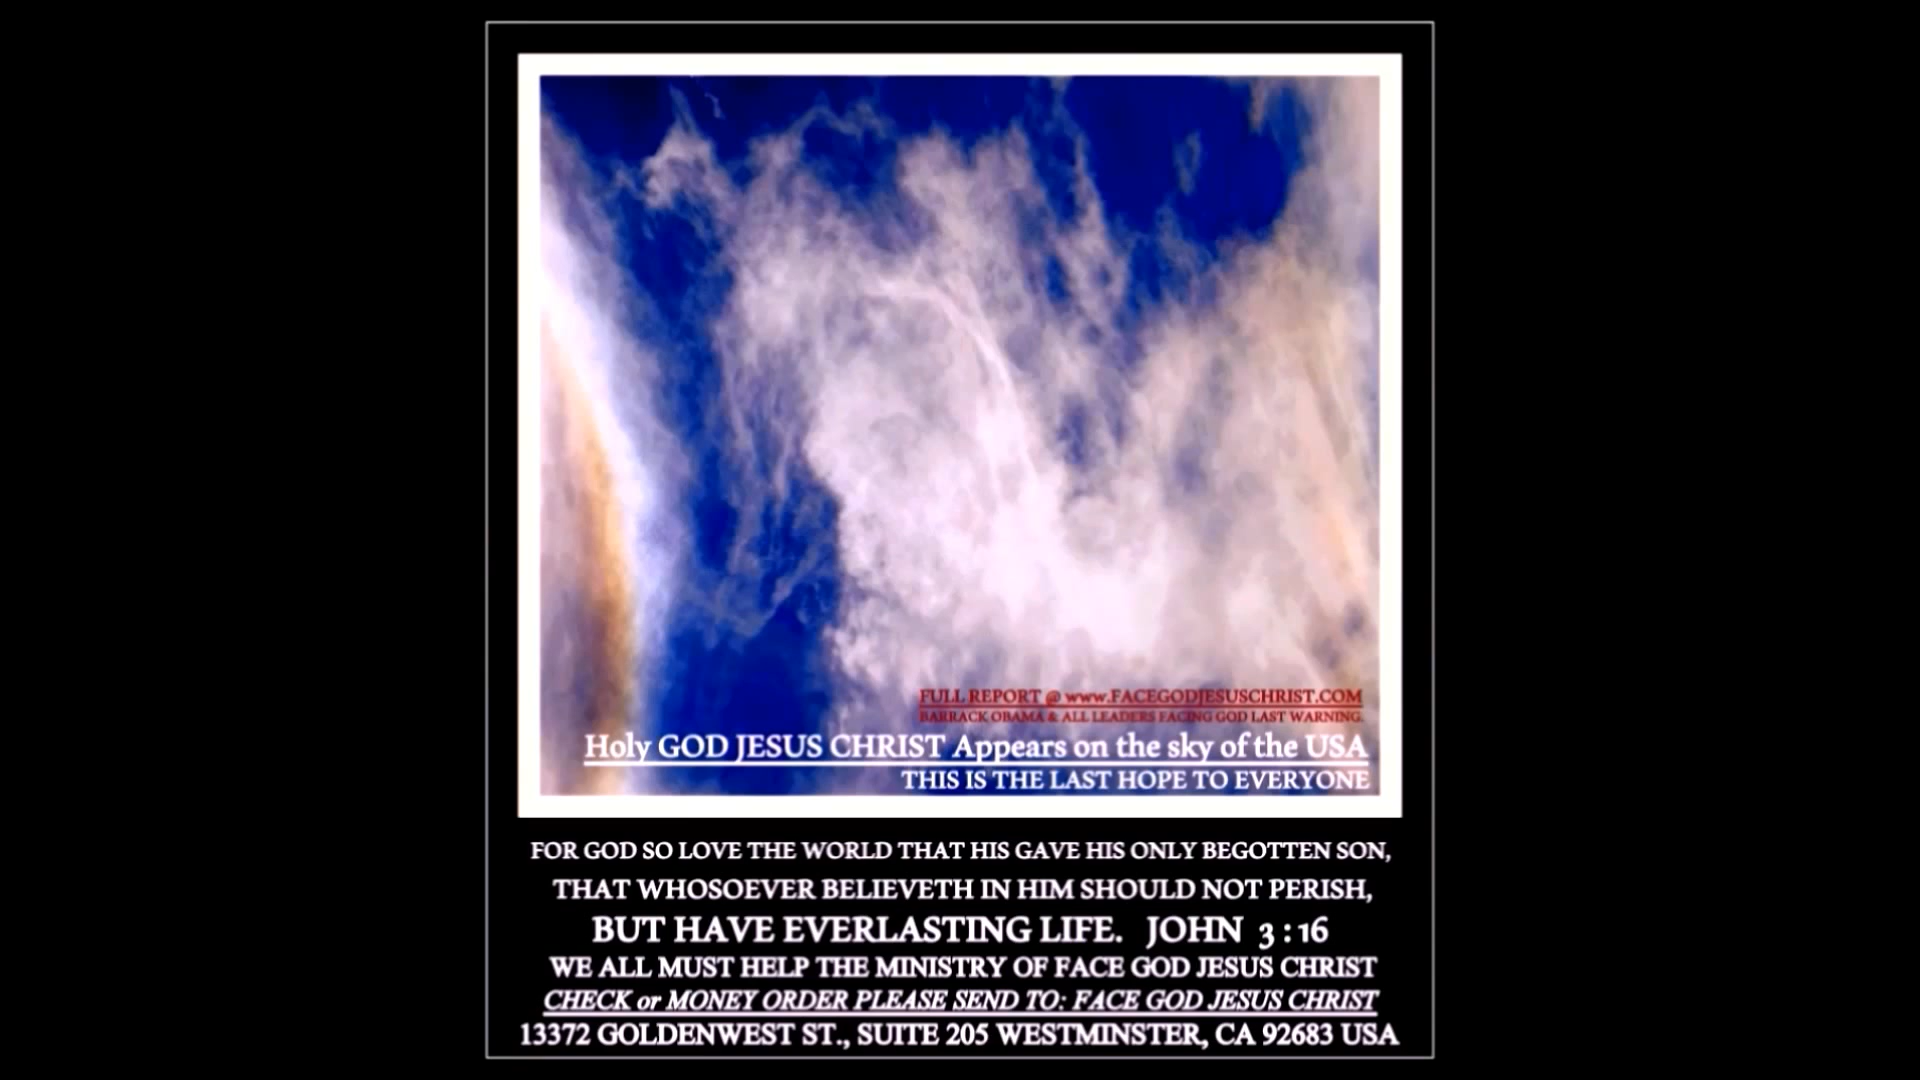 FULL REPORT @ www.FACEGODJESUSCHRIST.COM
BARRACK OBAMA & ALL LEADERS FACING GOD LAST WARNING.
Holy GOD JESUS CHRIST Appears on the sky of the USA
THIS IS THE LAST HOPE TO EVERYONE
FOR GOD SO LOVE THE WORLD THAT HIS GAVE HIS ONLY BEGOTTEN SON,
THAT WHOSOEVER BELIEVETH IN HIM SHOULD NOT PERISH,
BUT HAVE EVERLASTING LIFE. JOHN 3 : 16
WE ALL MUST HELP THE MINISTRY OF FACE GOD JESUS CHRIST
CHECK or MONEY ORDER PLEASE SEND TO: FACE GOD JESUS CHRIST
13372 GOLDENWEST ST., SUITE 205 WESTMINSTER, CA 92683 USA